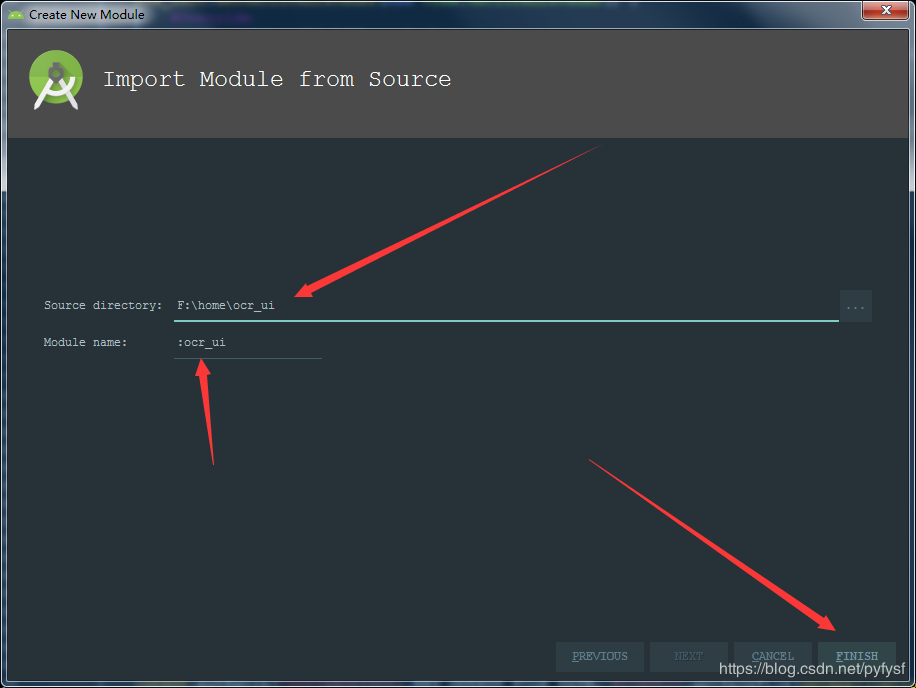 Create New Module
Import Module from Source
Source directory: F:\home\ocr_ui ...
Module name: :ocr_ui
PREVIOUS NEXT CANCEL FINISH
https://blog.csdn.net/pyfysf